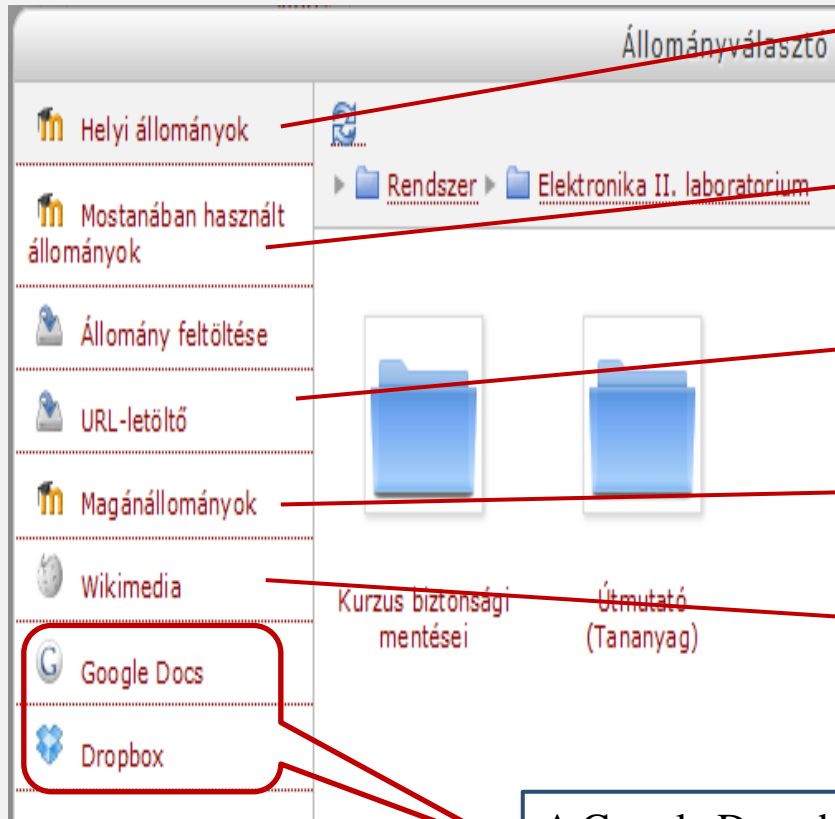 Állományválasztó
Helyi állományok
Mostanában használt
állományok
Állomány feltöltése
URL-letöltő
Magánállományok
Wikimedia
Google Docs
Dropbox
Rendszer Elektronika II. laboratorium
Kurzus biztonsági
mentései
Útmutató
(Tananyag)